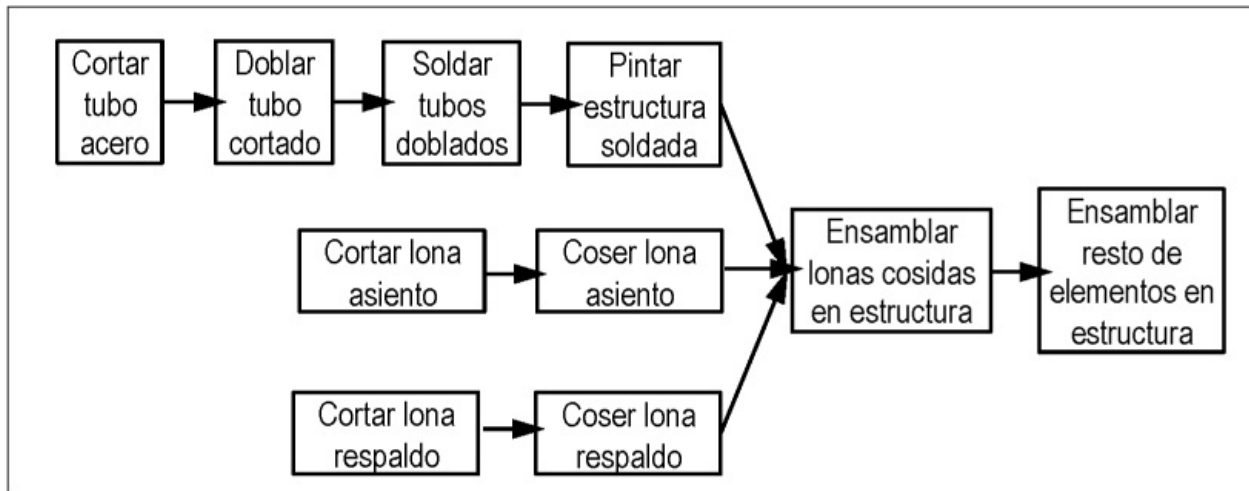 Cortar
tubo
acero
Doblar
tubo
cortado
Soldar
tubos
doblados
Pintar
estructura
soldada
Cortar lona
asiento
Coser lona
asiento
Cortar lona
respaldo
Coser lona
respaldo
Ensamblar
lonas cosidas
en estructura
Ensamblar
resto de
elementos en
estructura